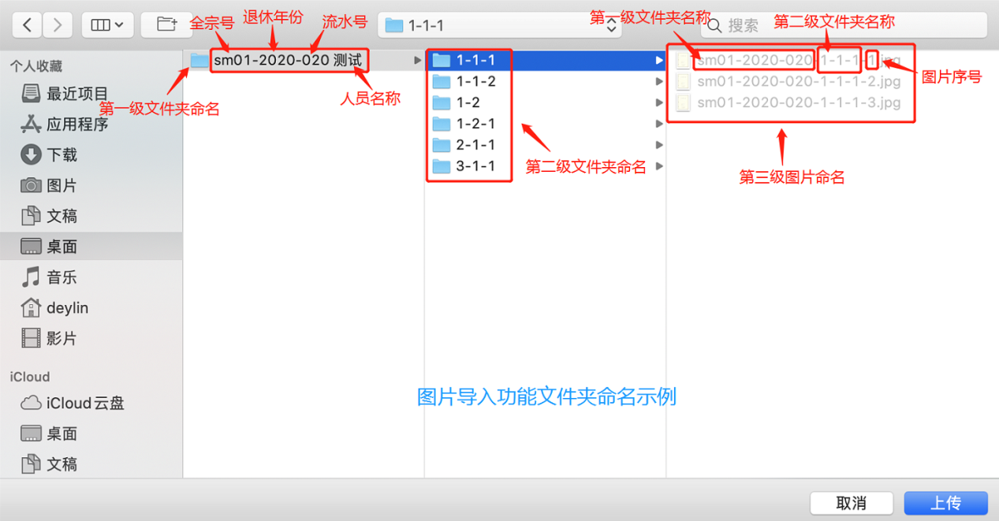 全宗号
退休年份
流水号
1-1-1
第一级文件夹名称
搜索
第二级文件夹名称
个人收藏
最近项目
应用程序
下载
图片
文稿
桌面
音乐
deylin
影片
iCloud
iCloud云盘
桌面
文稿
sm01-2020-020 测试
第一级文件夹命名
人员名称
1-1-1
1-1-2
1-2
1-2-1
2-1-1
3-1-1
第二级文件夹命名
sm01-2020-020-1-1-1-1.jpg
sm01-2020-020-1-1-1-2.jpg
sm01-2020-020-1-1-1-3.jpg
图片序号
第三级图片命名
图片导入功能文件夹命名示例
取消
上传